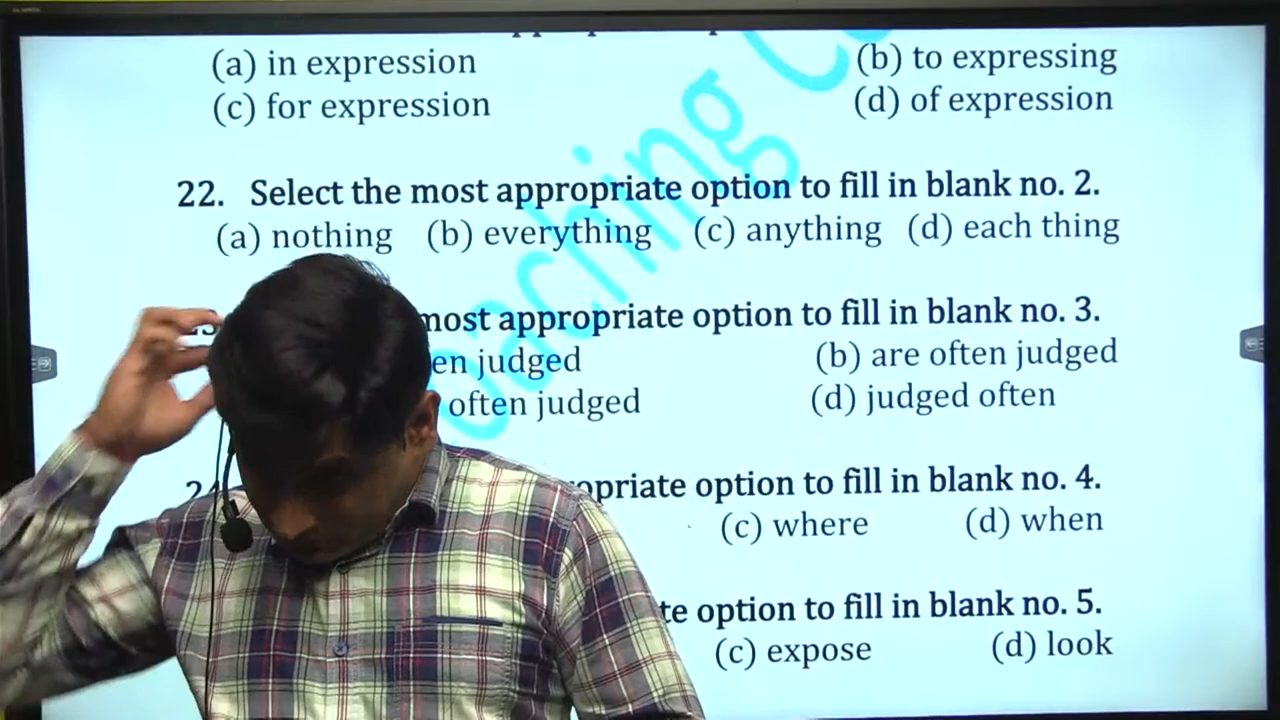 (a) in expression (b) to expressing
(c) for expression (d) of expression
22. Select the most appropriate option to fill in blank no. 2.
(a) nothing (b) everything (c) anything (d) each thing
most appropriate option to fill in blank no. 3.
en judged (b) are often judged
often judged (d) judged often
opriate option to fill in blank no. 4.
(c) where (d) when
te option to fill in blank no. 5.
(c) expose (d) look
aching